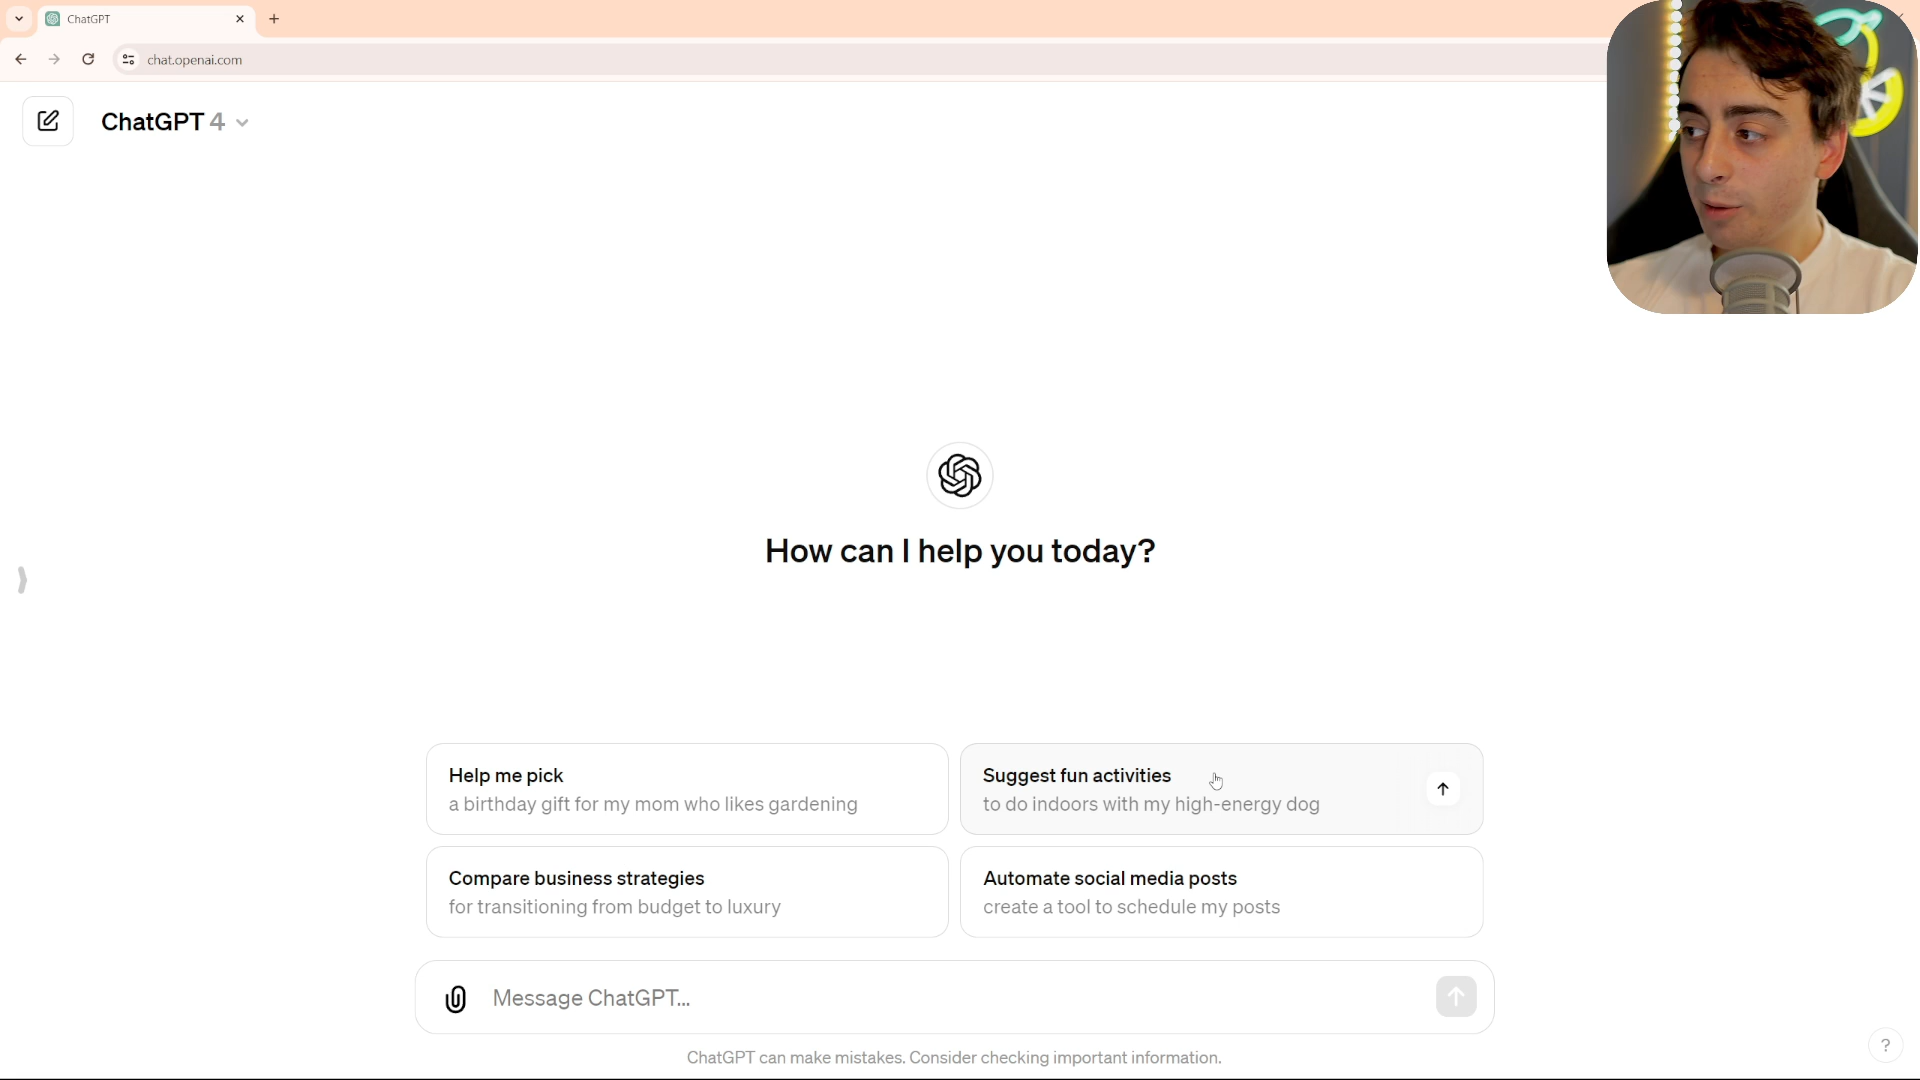 ChatGPT
chat.openai.com
ChatGPT 4
How can I help you today?
Help me pick
a birthday gift for my mom who likes gardening
Suggest fun activities
to do indoors with my high-energy dog
Compare business strategies
for transitioning from budget to luxury
Automate social media posts
create a tool to schedule my posts
Message ChatGPT...
ChatGPT can make mistakes. Consider checking important information.
?